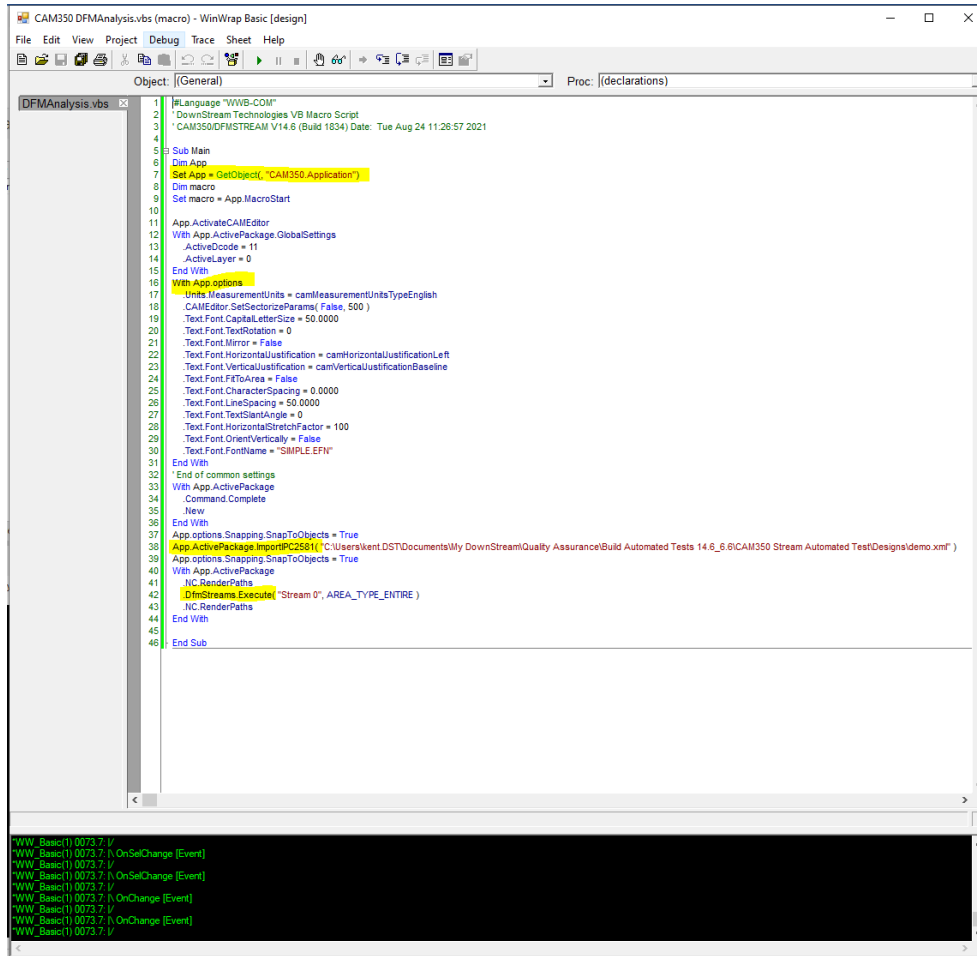 CAM350 DFMAnalysis.vbs (macro) - WinWrap Basic [design]
File Edit View Project Debug Trace Sheet Help
Object: (General) Proc: (declarations)
DFMAnalysis.vbs
1 #Language "WWB-COM"
2 ' DownStream Technologies VB Macro Script
3 ' CAM350/DFMSTREAM V14.6 (Build 1834) Date: Tue Aug 24 11:26:57 2021
4
5 Sub Main
6 Dim App
7 Set App = GetObject(, "CAM350.Application")
8 Dim macro
9 Set macro = App.MacroStart
10
11 App.ActivateCAMEditor
12 With App.ActivePackage.GlobalSettings
13 .ActiveDcode = 11
14 .ActiveLayer = 0
15 End With
16 With App.options
17 .Units.MeasurementUnits = camMeasurementUnitsTypeEnglish
18 .CAMEditor.SetSectorizeParams( False, 500 )
19 .Text.Font.CapitalLetterSize = 50.0000
20 .Text.Font.TextRotation = 0
21 .Text.Font.Mirror = False
22 .Text.Font.HorizontalJustification = camHorizontalJustificationLeft
23 .Text.Font.VerticalJustification = camVerticalJustificationBaseline
24 .Text.Font.FitToArea = False
25 .Text.Font.CharacterSpacing = 0.0000
26 .Text.Font.LineSpacing = 50.0000
27 .Text.Font.TextSlantAngle = 0
28 .Text.Font.HorizontalStretchFactor = 100
29 .Text.Font.OrientVertically = False
30 .Text.Font.FontName = "SIMPLE.EFN"
31 End With
32 ' End of common settings
33 With App.ActivePackage
34 .Command.Complete
35 .New
36 End With
37 App.options.Snapping.SnapToObjects = True
38 App.ActivePackage.ImportIPC2581( "C:\Users\kent.DST\Documents\My DownStream\Quality Assurance\Build Automated Tests 14.6_6.6\CAM350 Stream Automated Test\Designs\demo.xml" )
39 App.options.Snapping.SnapToObjects = True
40 With App.ActivePackage
41 .NC.RenderPaths
42 .DfmStreams.Execute( "Stream 0", AREA_TYPE_ENTIRE )
43 .NC.RenderPaths
44 End With
45
46 End Sub
*WW_Basic(1) 0073.7: |/
*WW_Basic(1) 0073.7: |\ OnSelChange [Event]
*WW_Basic(1) 0073.7: |/
*WW_Basic(1) 0073.7: |\ OnSelChange [Event]
*WW_Basic(1) 0073.7: |/
*WW_Basic(1) 0073.7: |\ OnChange [Event]
*WW_Basic(1) 0073.7: |/
*WW_Basic(1) 0073.7: |\ OnChange [Event]
*WW_Basic(1) 0073.7: |/